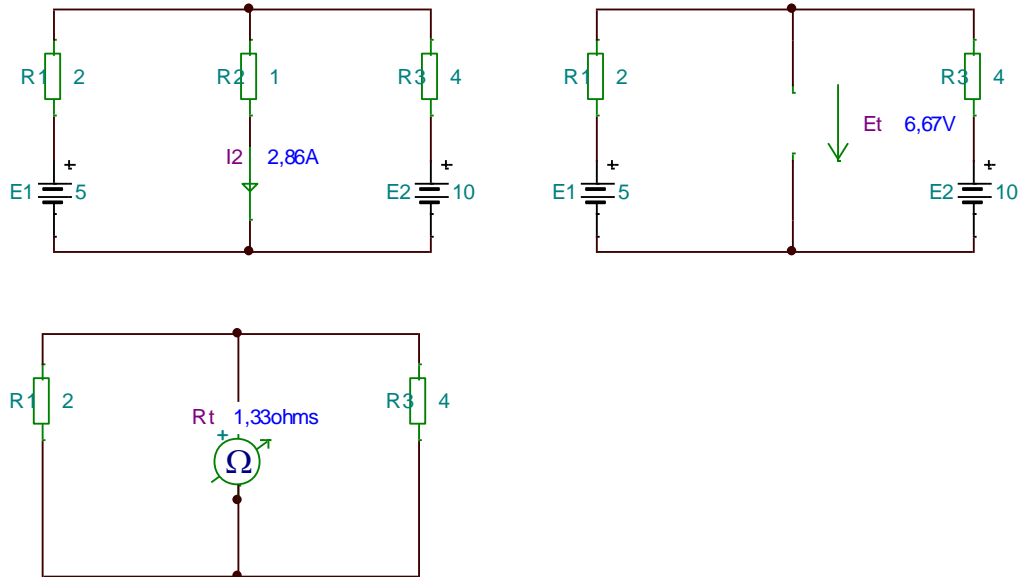 R1 2
R2 1
R3 4
I2 2,86A
+
+
E1 5
E2 10
R1 2
R3 4
Et 6,67V
+
+
E1 5
E2 10
R1 2
R3 4
Rt 1,33ohms
+
Ω